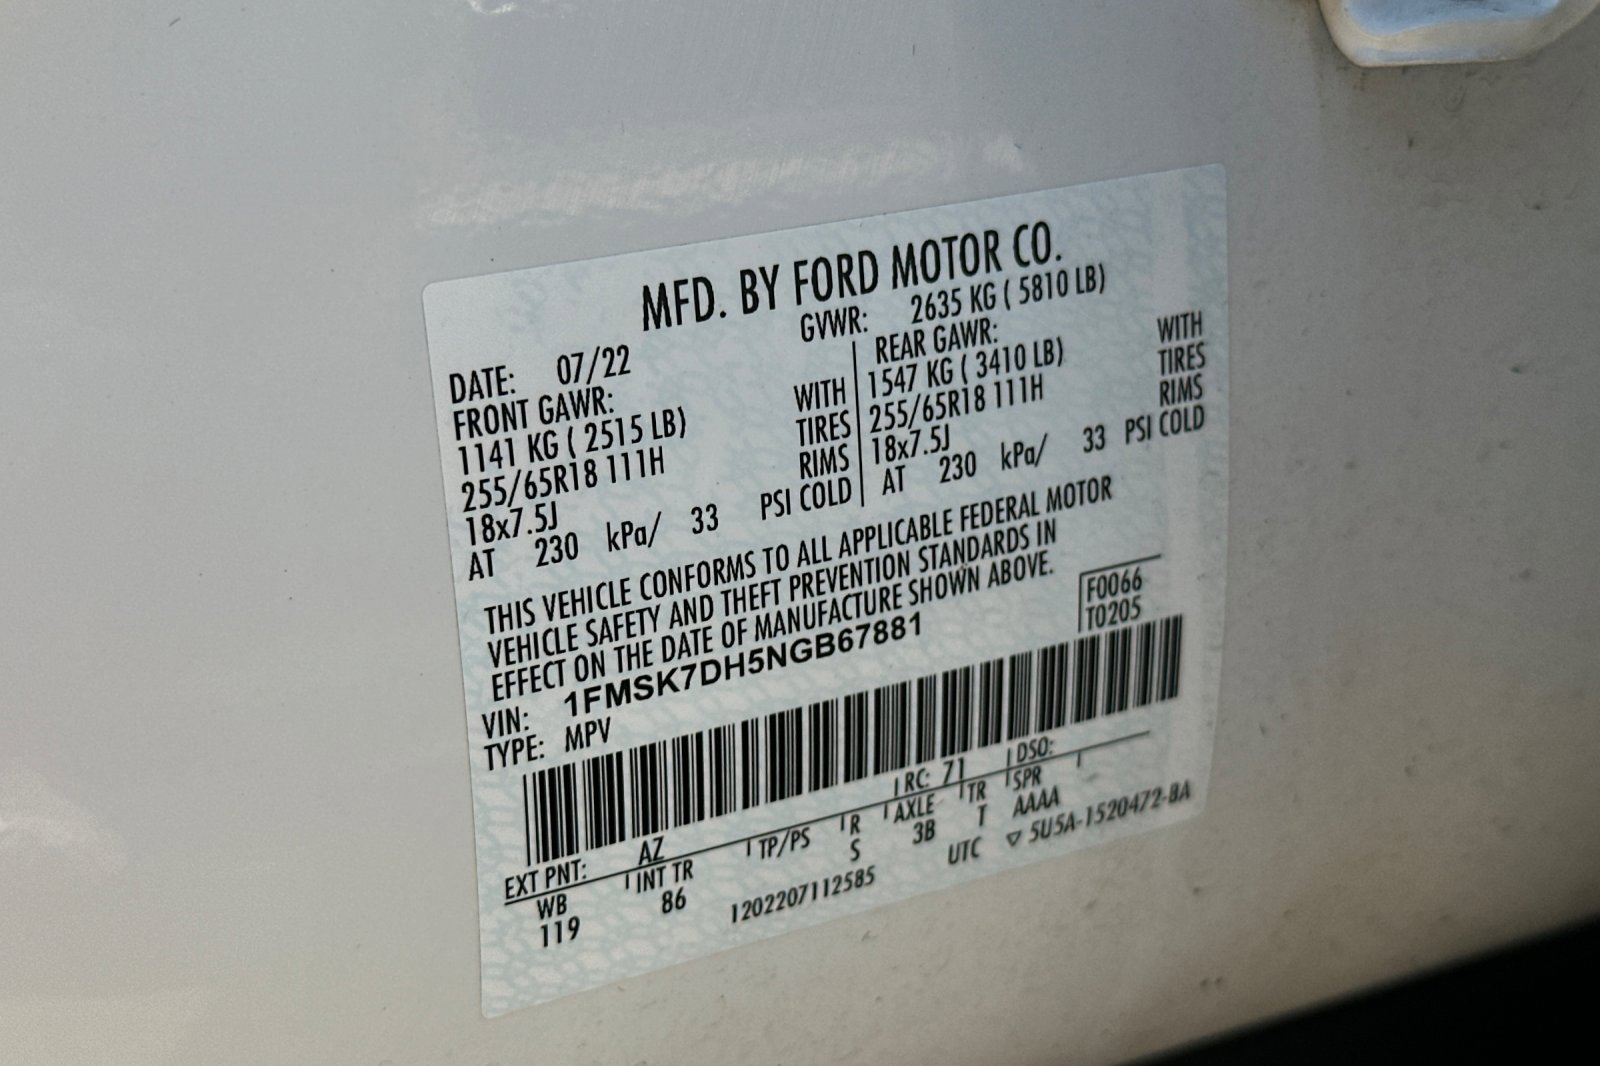 MFD. BY FORD MOTOR CO.
DATE: 07/22 GVWR: 2635 KG ( 5810 LB)
FRONT GAWR: REAR GAWR:
1141 KG ( 2515 LB) WITH 1547 KG ( 3410 LB) WITH
255/65R18 111H TIRES 255/65R18 111H TIRES
18x7.5J RIMS 18x7.5J RIMS
AT 230 kPa/ 33 PSI COLD AT 230 kPa/ 33 PSI COLD
THIS VEHICLE CONFORMS TO ALL APPLICABLE FEDERAL MOTOR
VEHICLE SAFETY AND THEFT PREVENTION STANDARDS IN
EFFECT ON THE DATE OF MANUFACTURE SHOWN ABOVE.
F0066
T0205
VIN: 1FMSK7DH5NGB67881
TYPE: MPV
EXT PNT: AZ RC: 71 DSO:
WB INT TR TP/PS R AXLE TR SPR
119 86 S 3B T AAAA
1202207112585 UTC ▽ 5U5A-1520472-BA